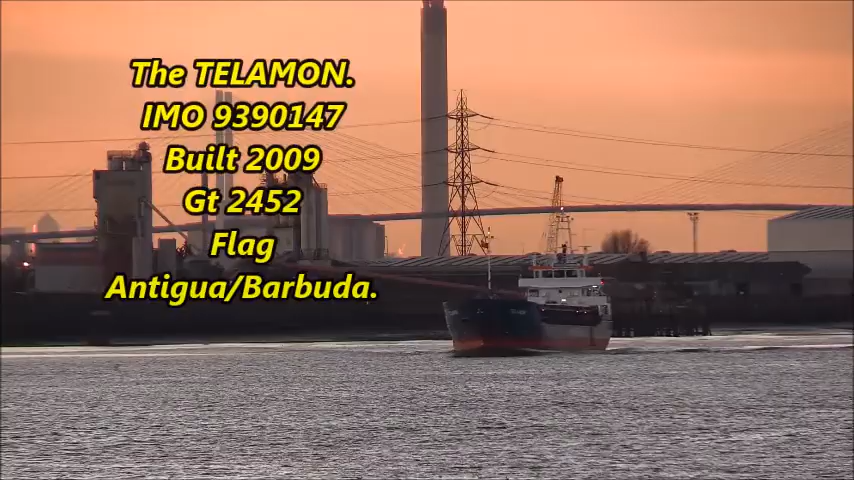 The TELAMON.
IMO 9390147
Built 2009
Gt 2452
Flag
Antigua/Barbuda.